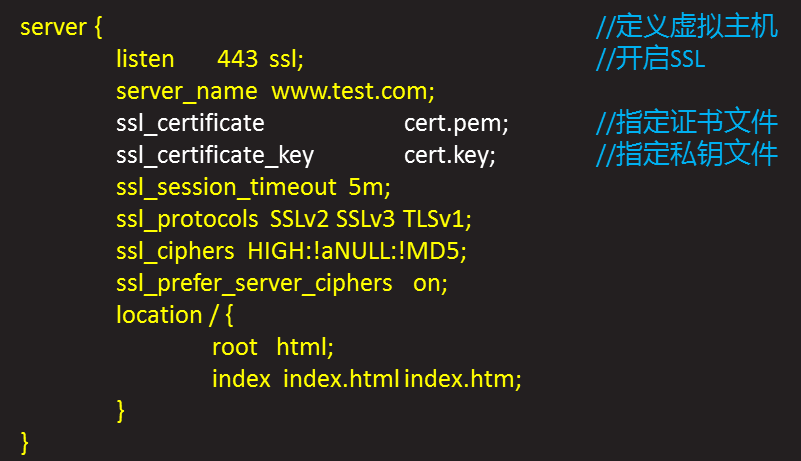 server { //定义虚拟主机
listen 443 ssl; //开启SSL
server_name www.test.com;
ssl_certificate cert.pem; //指定证书文件
ssl_certificate_key cert.key; //指定私钥文件
ssl_session_timeout 5m;
ssl_protocols SSLv2 SSLv3 TLSv1;
ssl_ciphers HIGH:!aNULL:!MD5;
ssl_prefer_server_ciphers on;
location / {
root html;
index index.html index.htm;
}
}